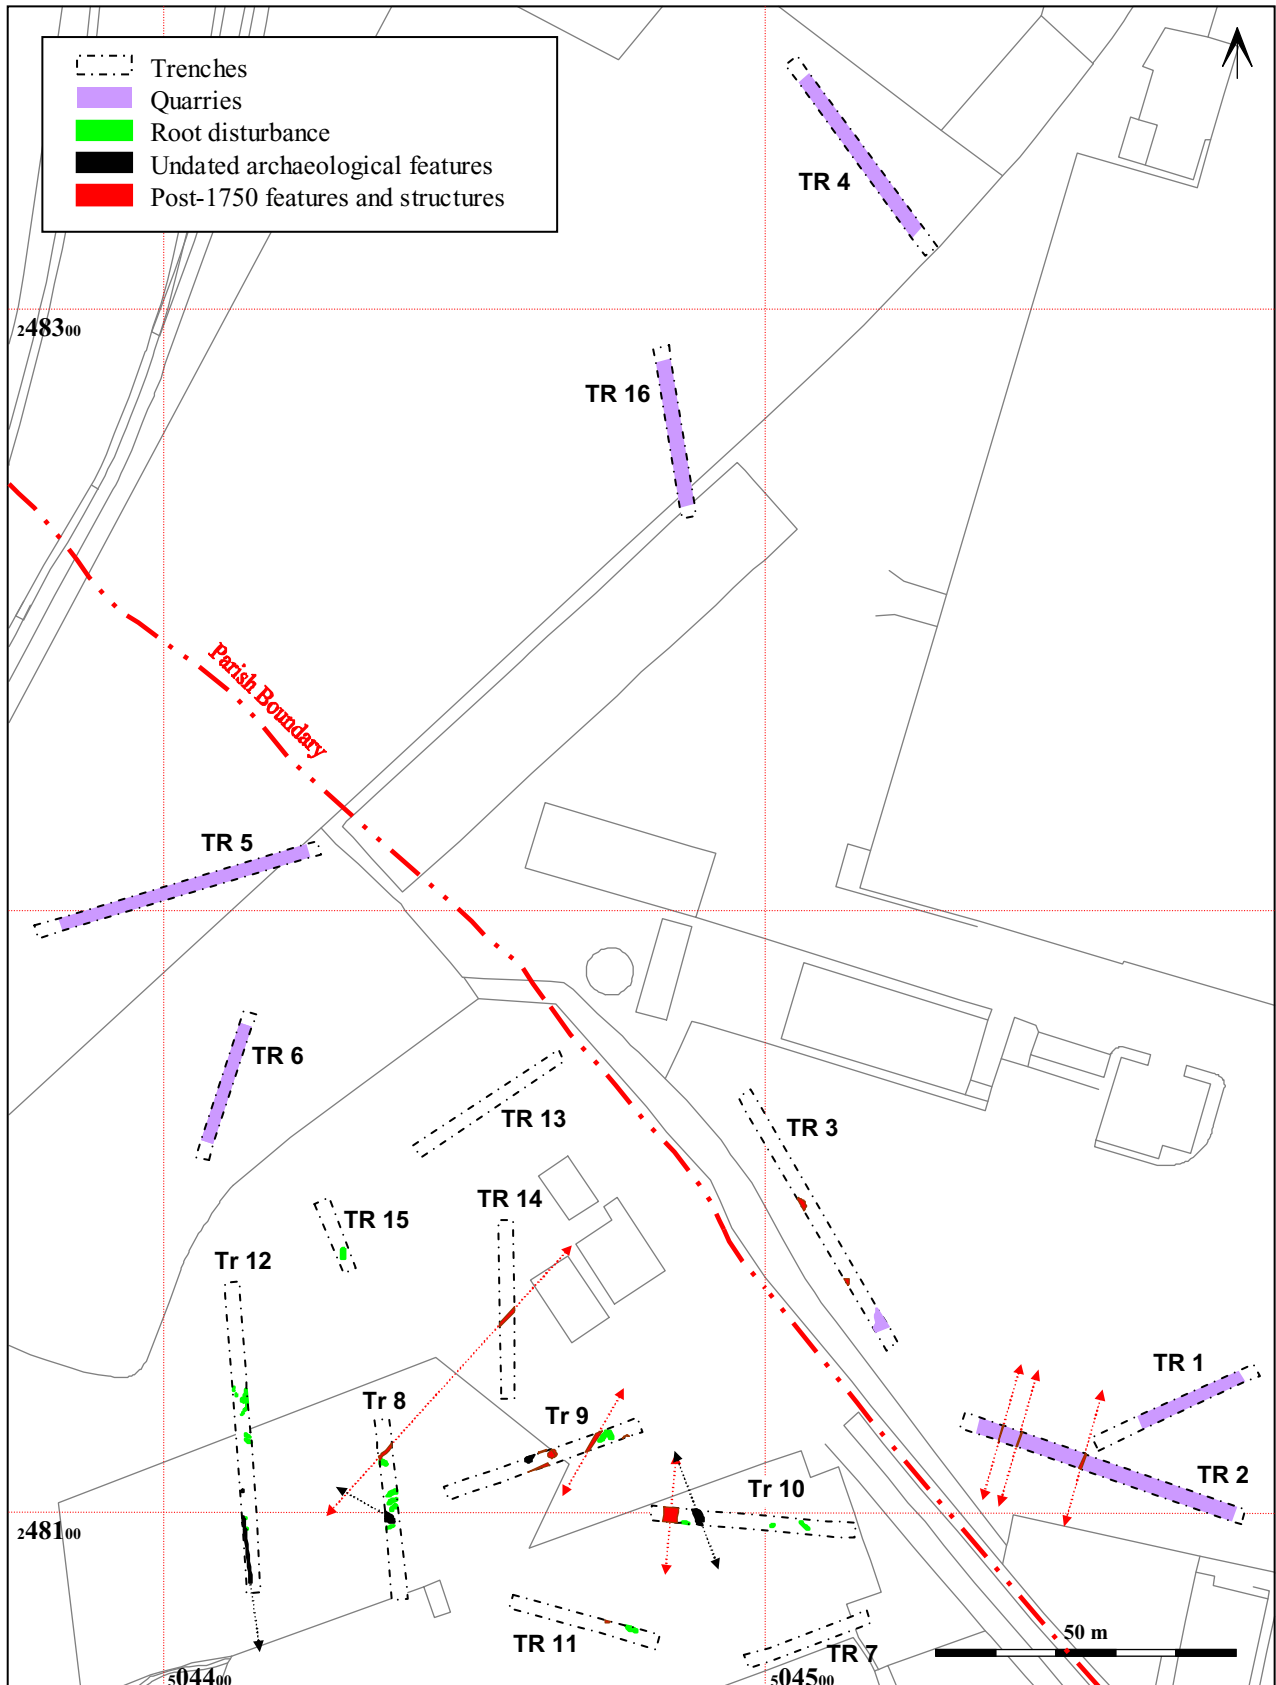 Trenches
Quarries
Root disturbance
Undated archaeological features
Post-1750 features and structures
TR 4
248300
TR 16
Parish Boundary
TR 5
TR 6
TR 13
TR 3
TR 14
TR 15
Tr 12
TR 1
Tr 8
Tr 9
TR 2
Tr 10
248100
TR 11
50 m
TR 7
504400
504500